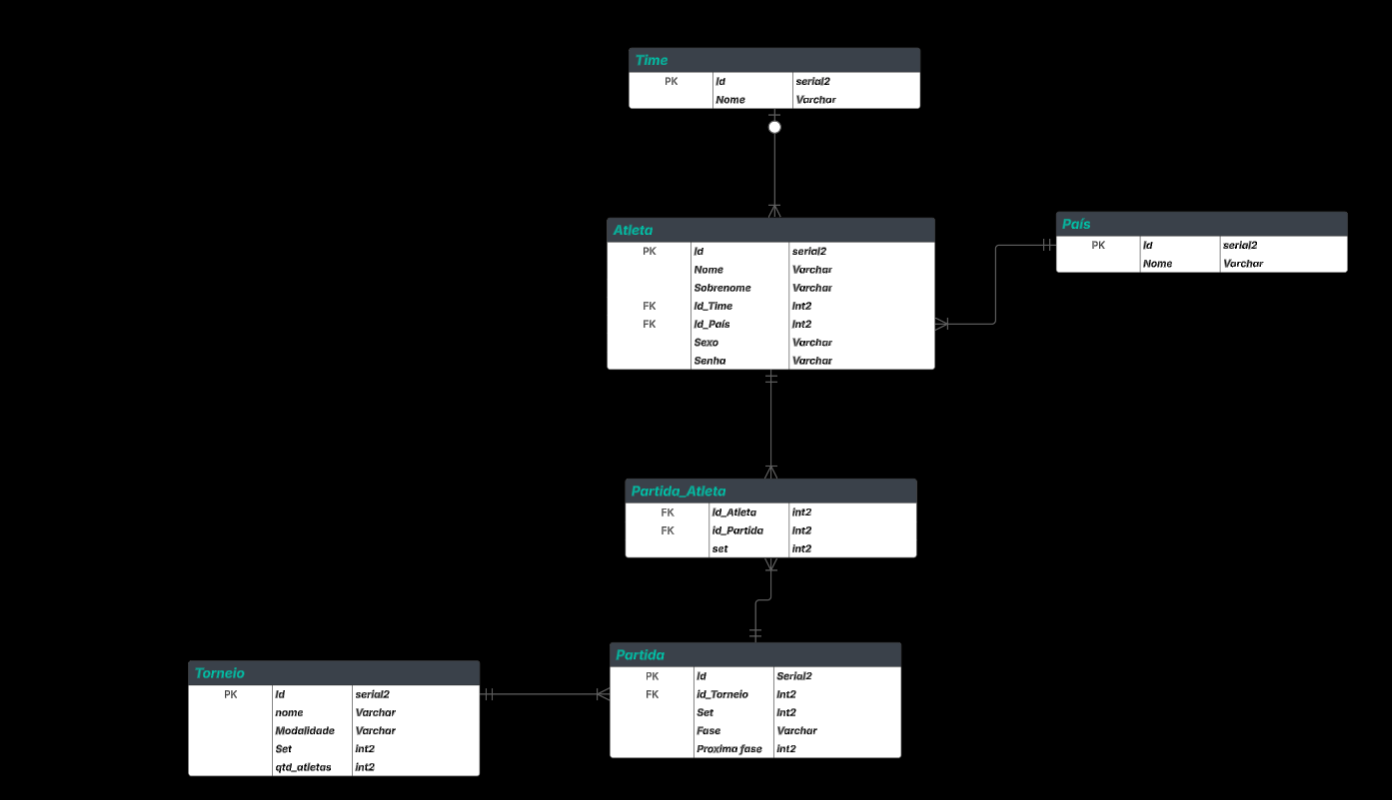 Time
PK Id serial2
Nome Varchar
Atleta
PK Id serial2
Nome Varchar
Sobrenome Varchar
FK Id_Time Int2
FK Id_País Int2
Sexo Varchar
Senha Varchar
País
PK Id serial2
Nome Varchar
Partida_Atleta
FK Id_Atleta int2
FK id_Partida Int2
set int2
Partida
PK Id Serial2
FK id_Torneio Int2
Set Int2
Fase Varchar
Proxima fase int2
Torneio
PK Id serial2
nome Varchar
Modalidade Varchar
Set int2
qtd_atletas int2